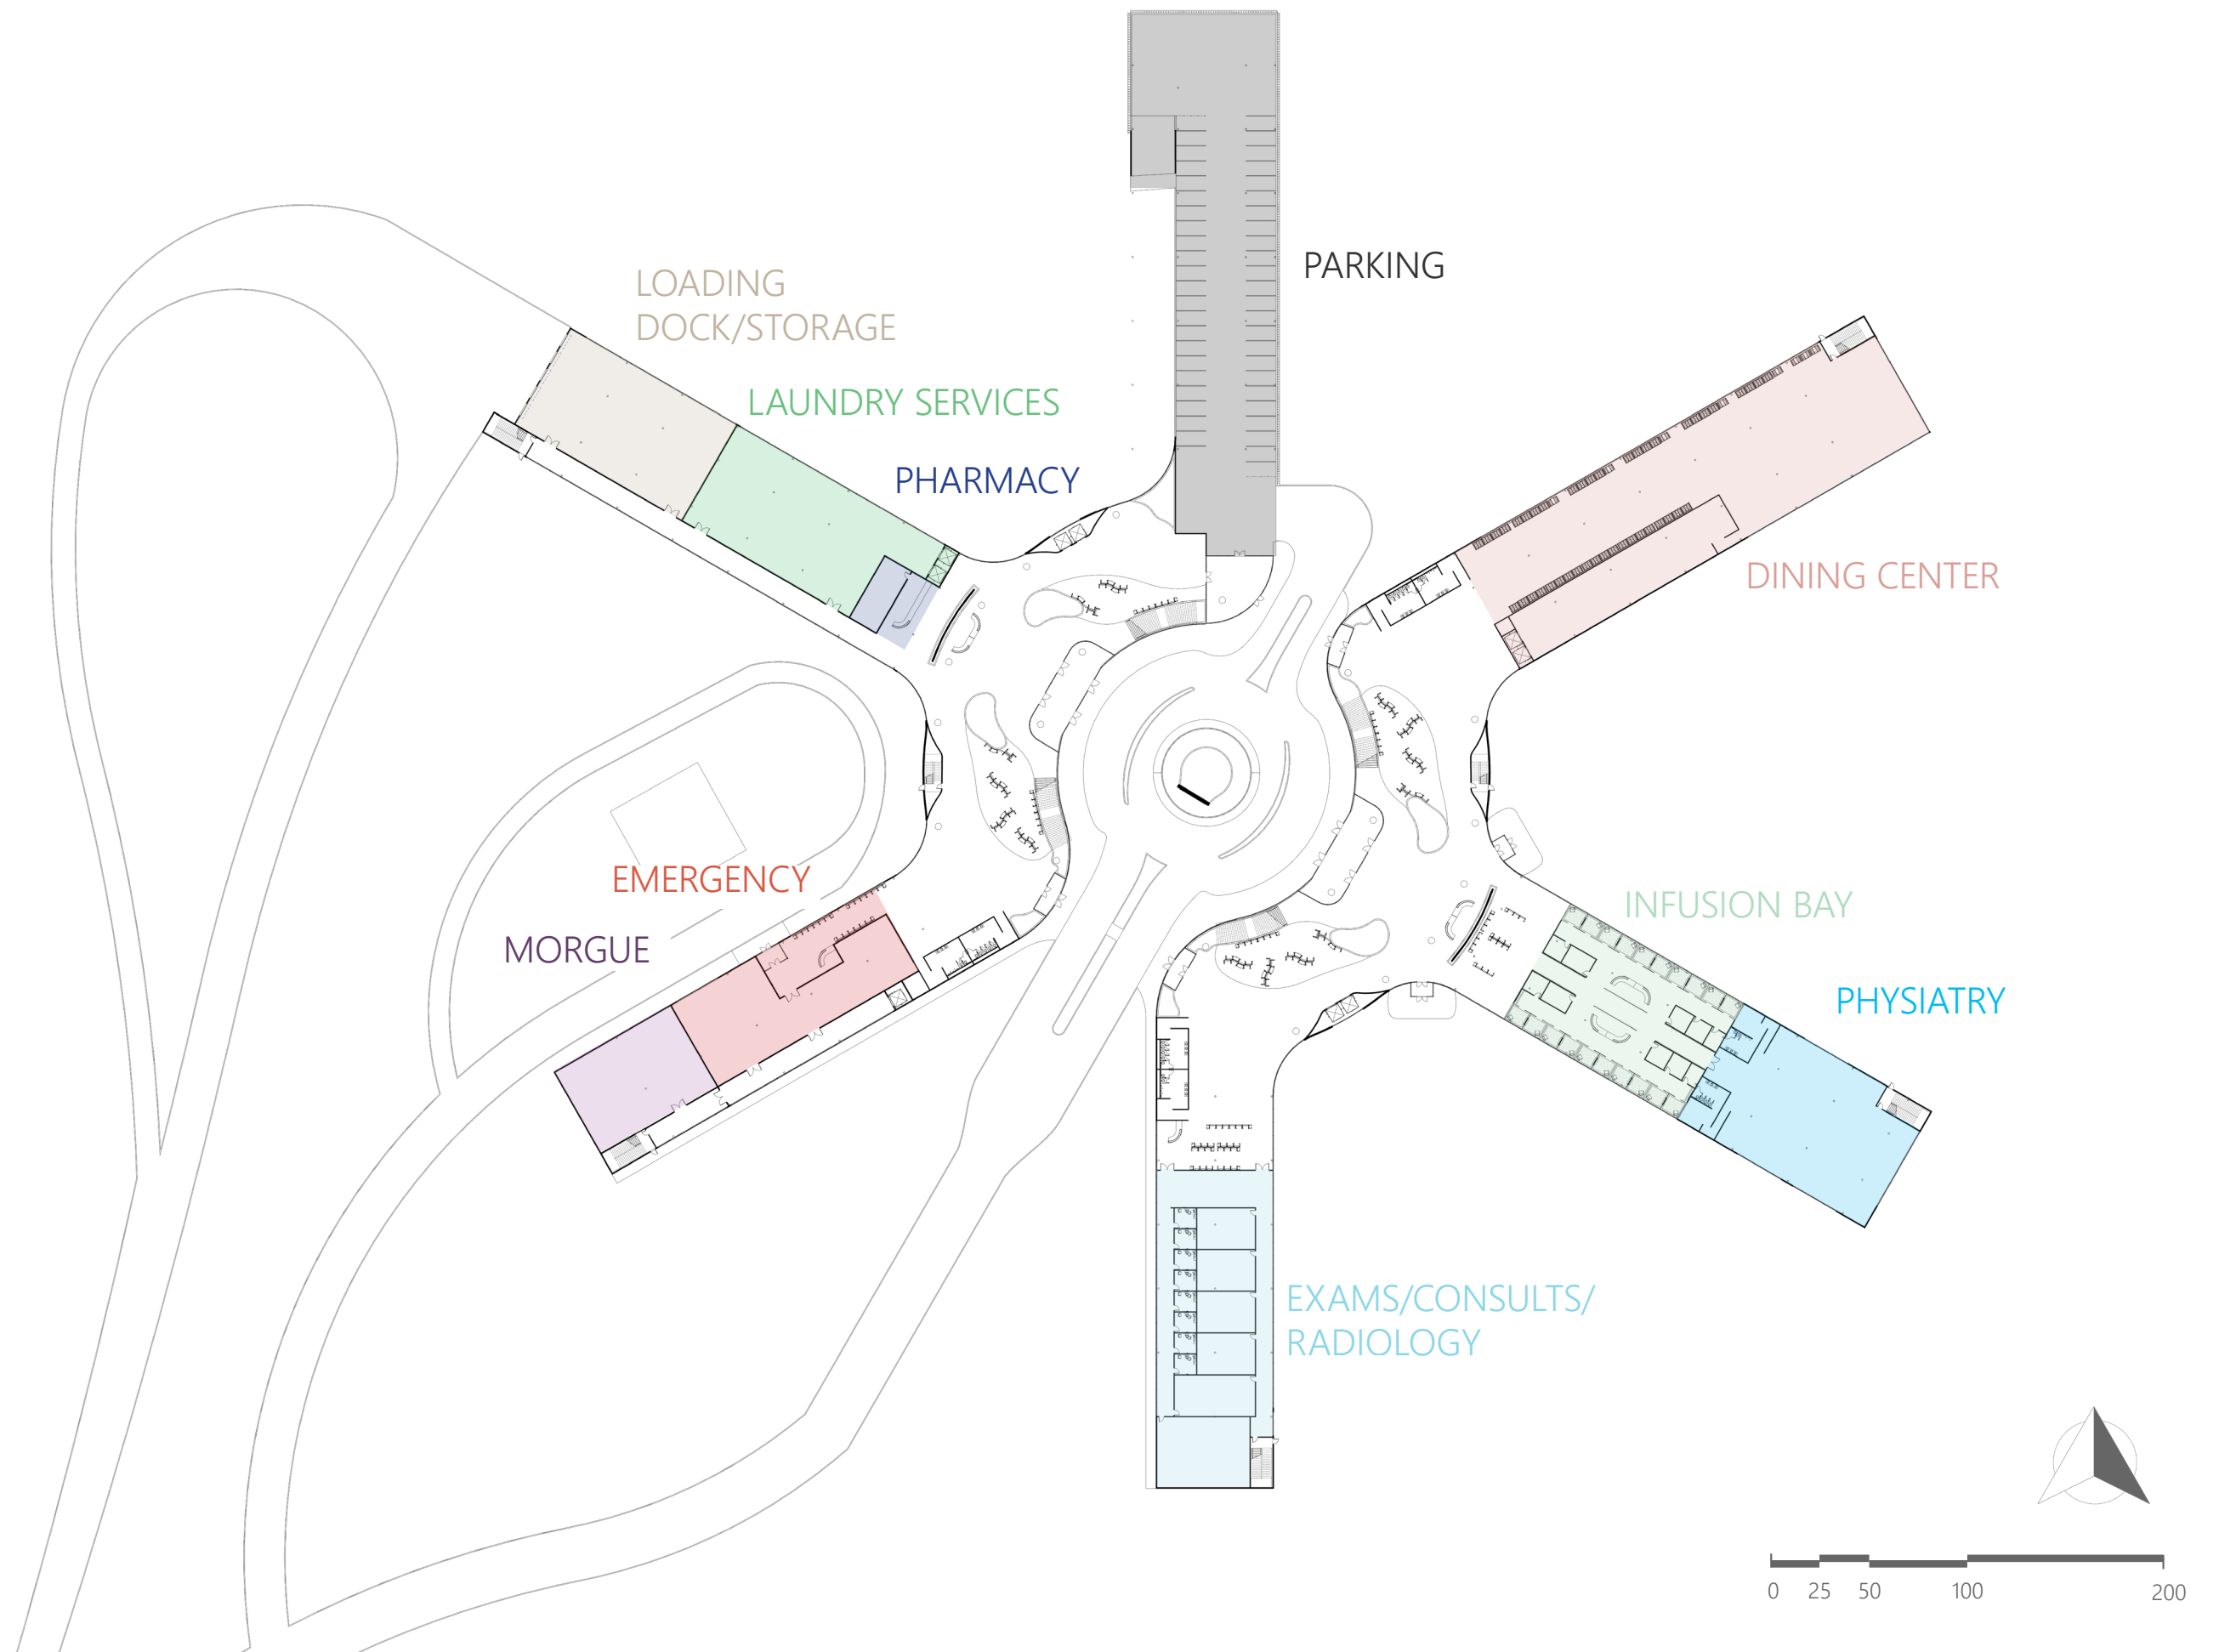 PARKING
LOADING
DOCK/STORAGE
LAUNDRY SERVICES
PHARMACY
DINING CENTER
EMERGENCY
MORGUE
INFUSION BAY
PHYSIATRY
EXAMS/CONSULTS/
RADIOLOGY
0 25 50 100 200